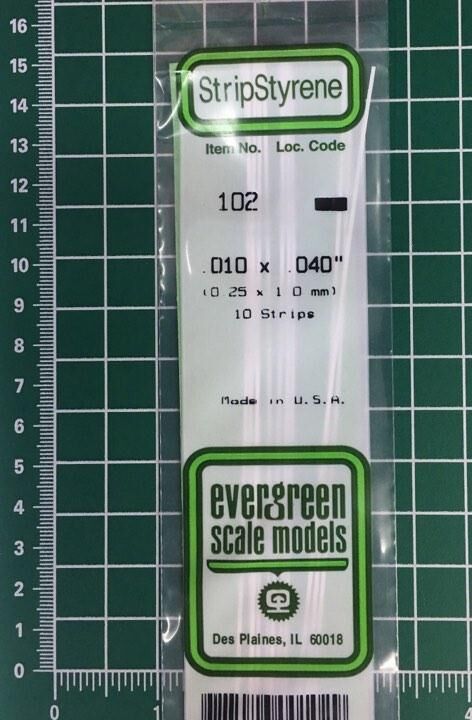 StripStyrene
Item No. Loc. Code
102
.010 x .040"
(0.25 x 1.0 mm)
10 Strips
Made in U.S.A.
evergreen
scale models
Des Plaines, IL 60018
16
15
14
13
12
11
10
9
8
7
6
5
4
3
2
1
0
0
1